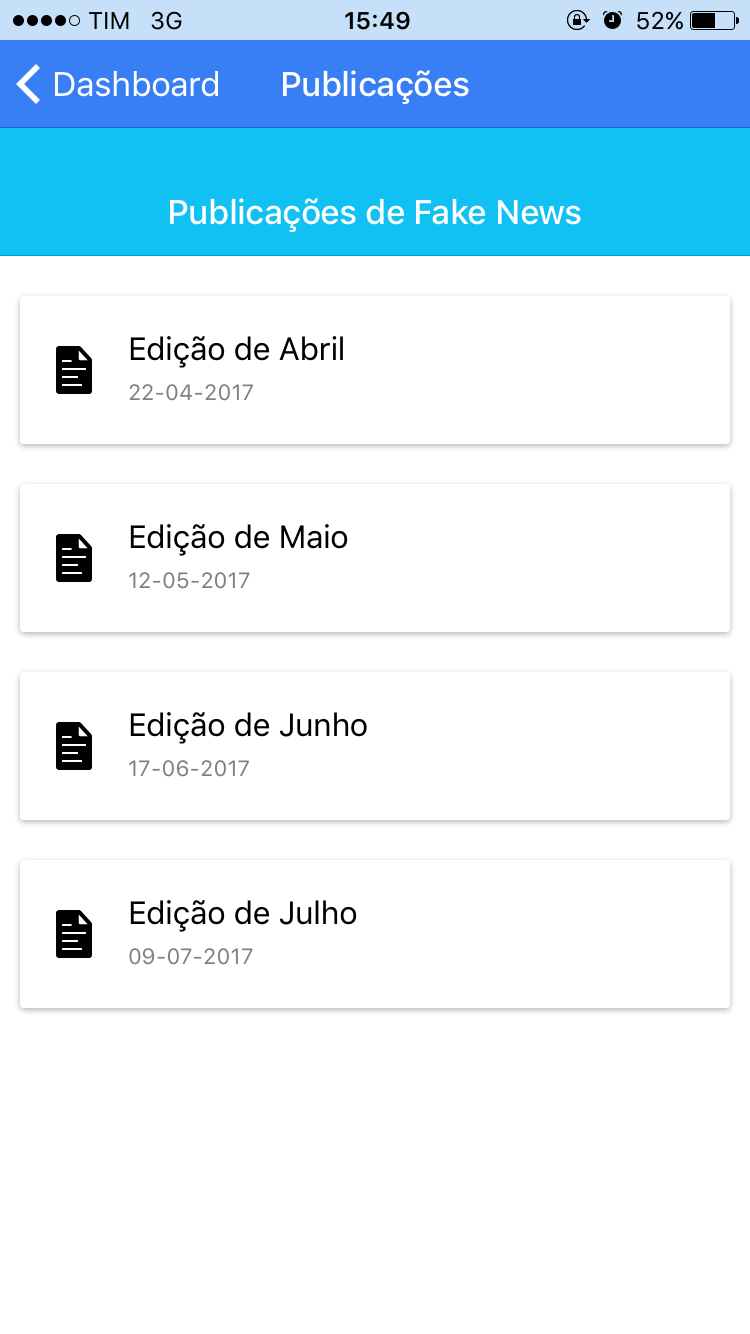 TIM 3G 15:49 52%
Dashboard Publicações
Publicações de Fake News
Edição de Abril
22-04-2017
Edição de Maio
12-05-2017
Edição de Junho
17-06-2017
Edição de Julho
09-07-2017